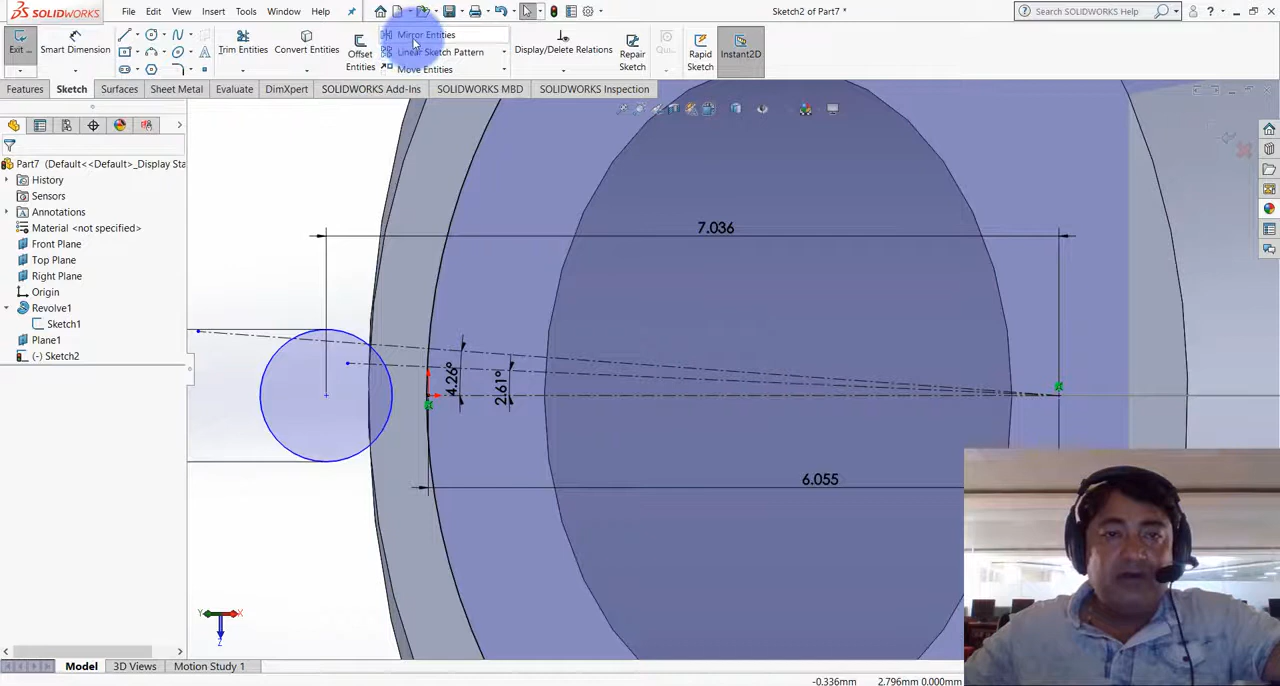 SOLIDWORKS File Edit View Insert Tools Window Help Sketch2 of Part7 * Search SOLIDWORKS Help
Exit ... Smart Dimension Trim Entities Convert Entities Offset Entities Mirror Entities Display/Delete Relations Repair Sketch Qui... Rapid Sketch Instant2D
Linear Sketch Pattern
Move Entities
Features Sketch Surfaces Sheet Metal Evaluate DimXpert SOLIDWORKS Add-Ins SOLIDWORKS MBD SOLIDWORKS Inspection
Part7 (Default<<Default>_Display Sta
History
Sensors
Annotations
Material <not specified>
Front Plane
Top Plane
Right Plane
Origin
Revolve1
Sketch1
Plane1
(-) Sketch2
7.036
4.26°
2.61°
6.055
Y X
Z
Model 3D Views Motion Study 1
-0.336mm 2.796mm 0.000mm